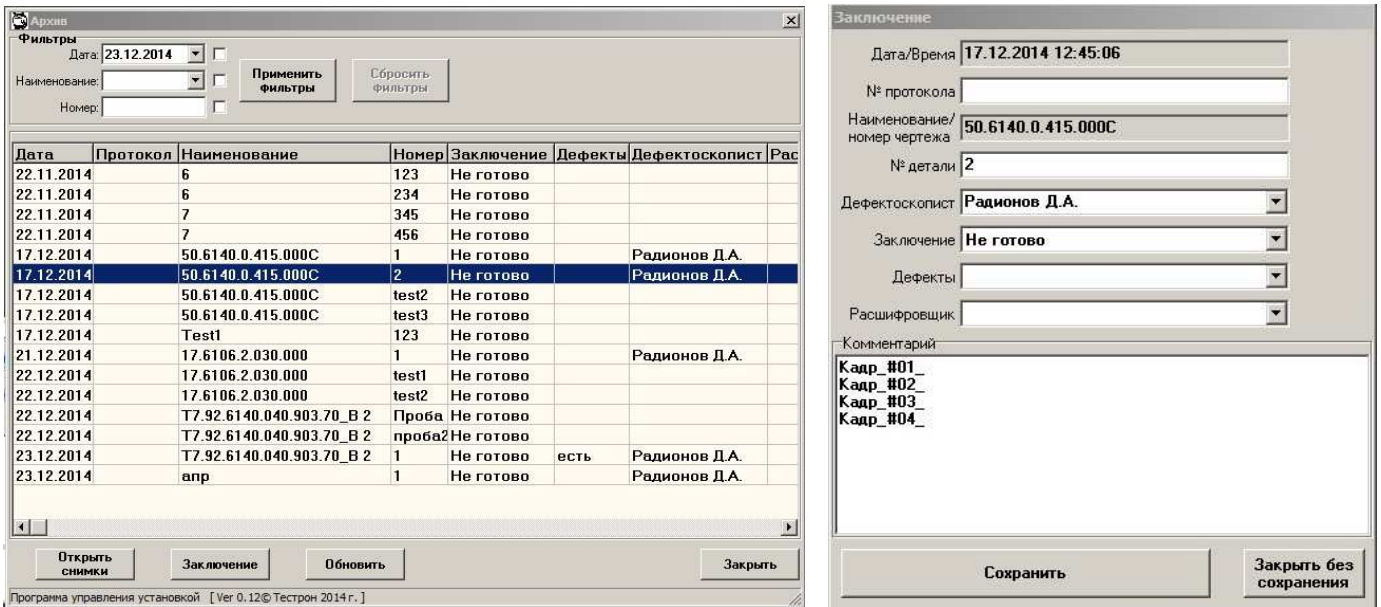 Архив
Фильтры
Дата: 23.12.2014
Наименование:
Номер:
Применить фильтры
Сбросить фильтры
Дата Протокол Наименование Номер Заключение Дефекты Дефектоскопист Рас
22.11.2014 6 123 Не готово
22.11.2014 6 234 Не готово
22.11.2014 7 345 Не готово
22.11.2014 7 456 Не готово
17.12.2014 50.6140.0.415.000С 1 Не готово Радионов Д.А.
17.12.2014 50.6140.0.415.000С 2 Не готово Радионов Д.А.
17.12.2014 50.6140.0.415.000С test2 Не готово
17.12.2014 50.6140.0.415.000С test3 Не готово
17.12.2014 Test1 123 Не готово
21.12.2014 17.6106.2.030.000 1 Не готово Радионов Д.А.
22.12.2014 17.6106.2.030.000 test1 Не готово
22.12.2014 17.6106.2.030.000 test2 Не готово
22.12.2014 Т7.92.6140.040.903.70_В 2 Проба Не готово
22.12.2014 Т7.92.6140.040.903.70_В 2 проба2 Не готово
23.12.2014 Т7.92.6140.040.903.70_В 2 1 Не готово есть Радионов Д.А.
23.12.2014 апр 1 Не готово Радионов Д.А.
Открыть снимки
Заключение
Обновить
Закрыть
Программа управления установкой [ Ver 0.12© Тестрон 2014 г. ]
Заключение
Дата/Время 17.12.2014 12:45:06
№ протокола
Наименование/
номер чертежа 50.6140.0.415.000С
№ детали 2
Дефектоскопист Радионов Д.А.
Заключение Не готово
Дефекты
Расшифровщик
Комментарий
Кадр_#01_
Кадр_#02_
Кадр_#03_
Кадр_#04_
Сохранить
Закрыть без
сохранения